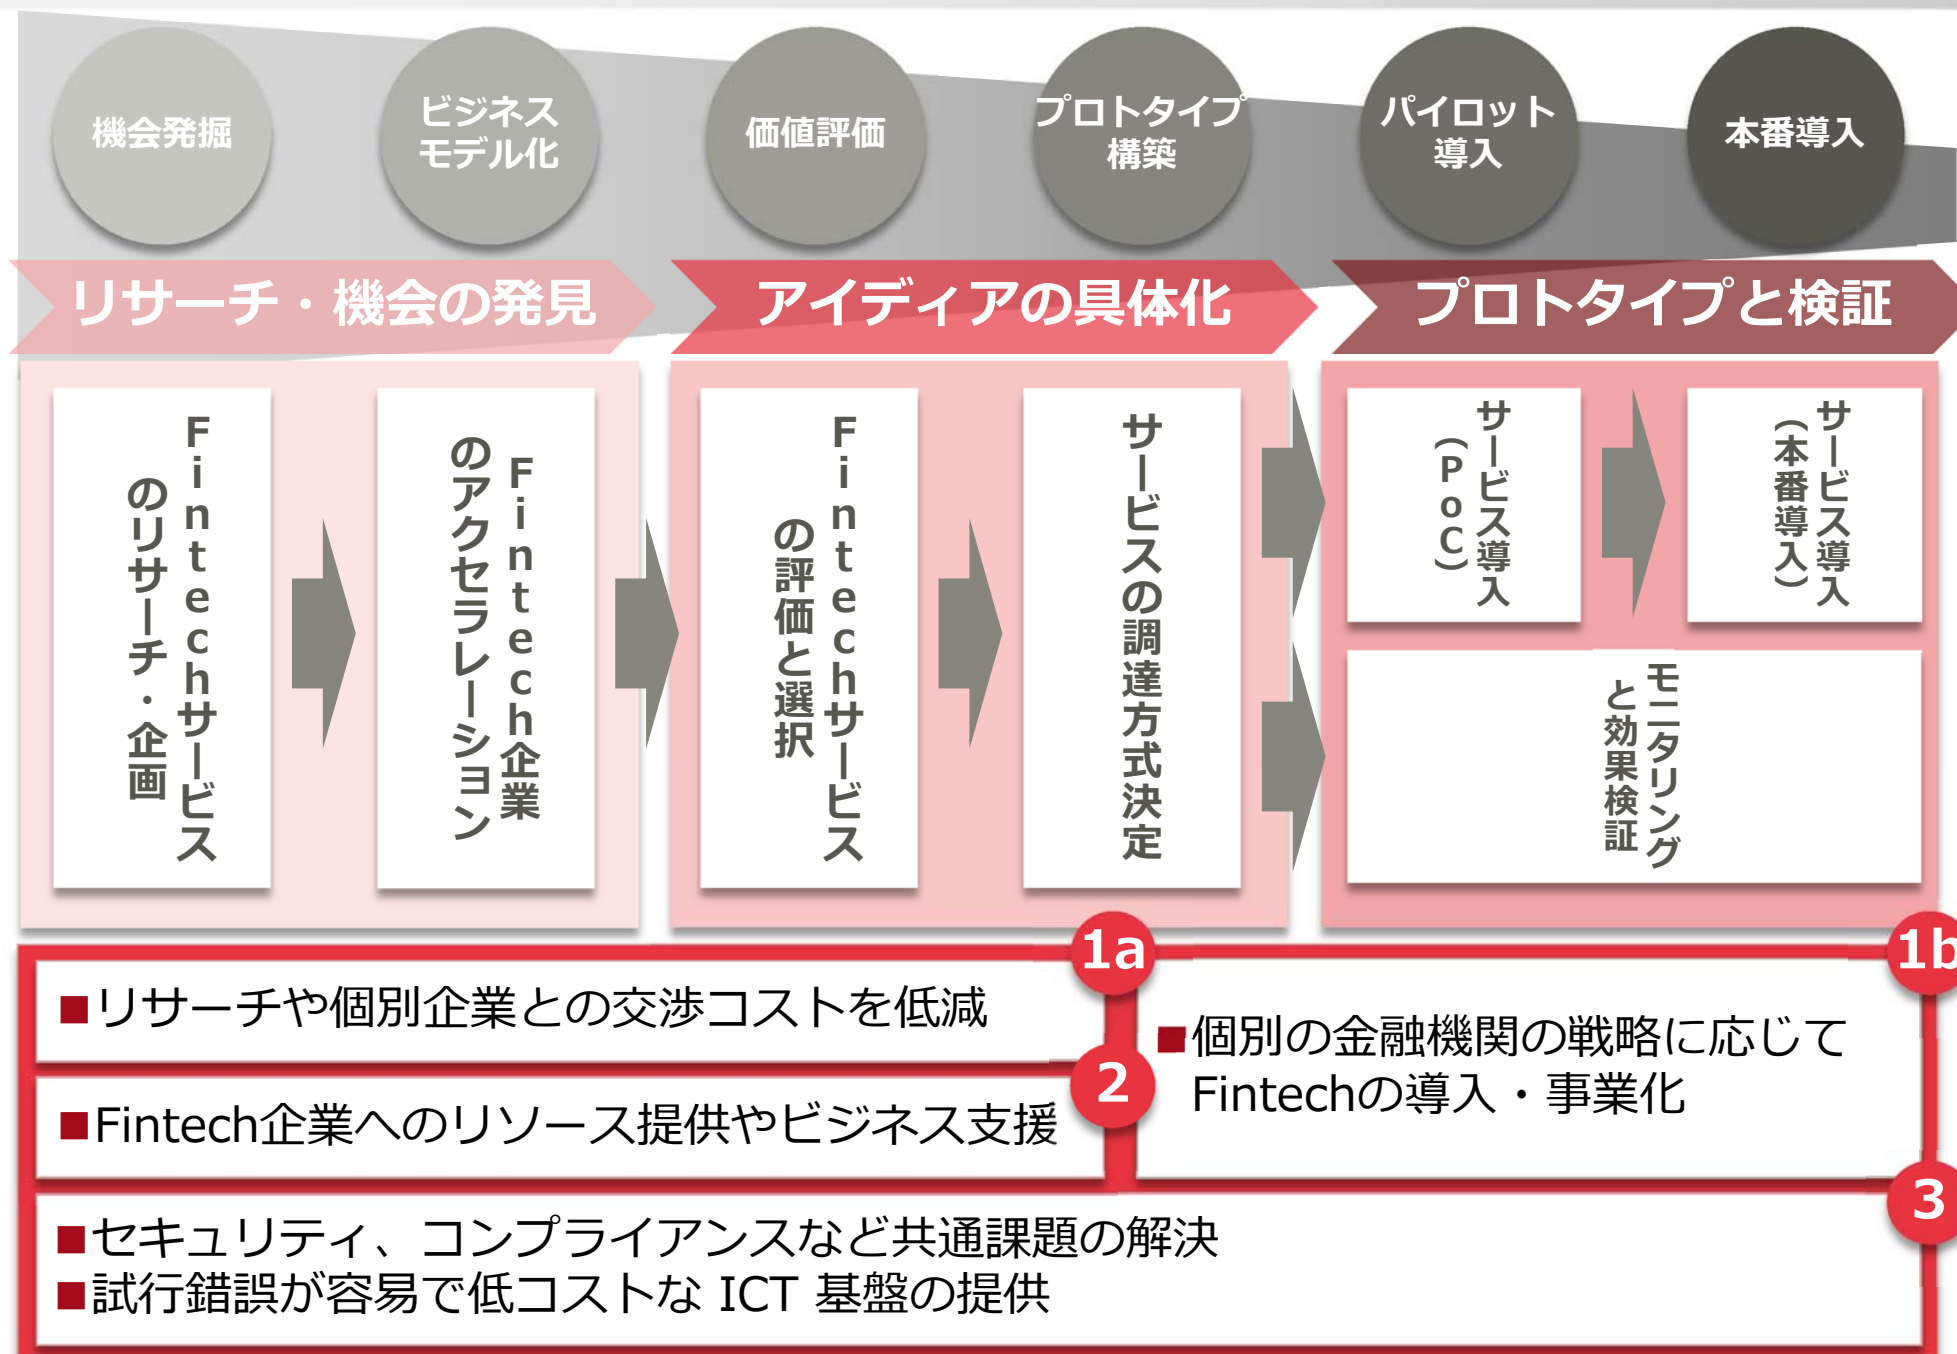 機会発掘
ビジネス
モデル化
価値評価
プロトタイプ
構築
パイロット
導入
本番導入
リサーチ・機会の発見
アイディアの具体化
プロトタイプと検証
Fintechサービス
のリサーチ・企画
Fintech企業
のアクセラレーション
Fintechサービス
の評価と選択
サービスの調達方式決定
サービス導入
（PoC）
サービス導入
（本番導入）
モニタリング
と効果検証
1a
■リサーチや個別企業との交渉コストを低減
2
■Fintech企業へのリソース提供やビジネス支援
1b
■個別の金融機関の戦略に応じて
Fintechの導入・事業化
3
■セキュリティ、コンプライアンスなど共通課題の解決
■試行錯誤が容易で低コストな ICT 基盤の提供